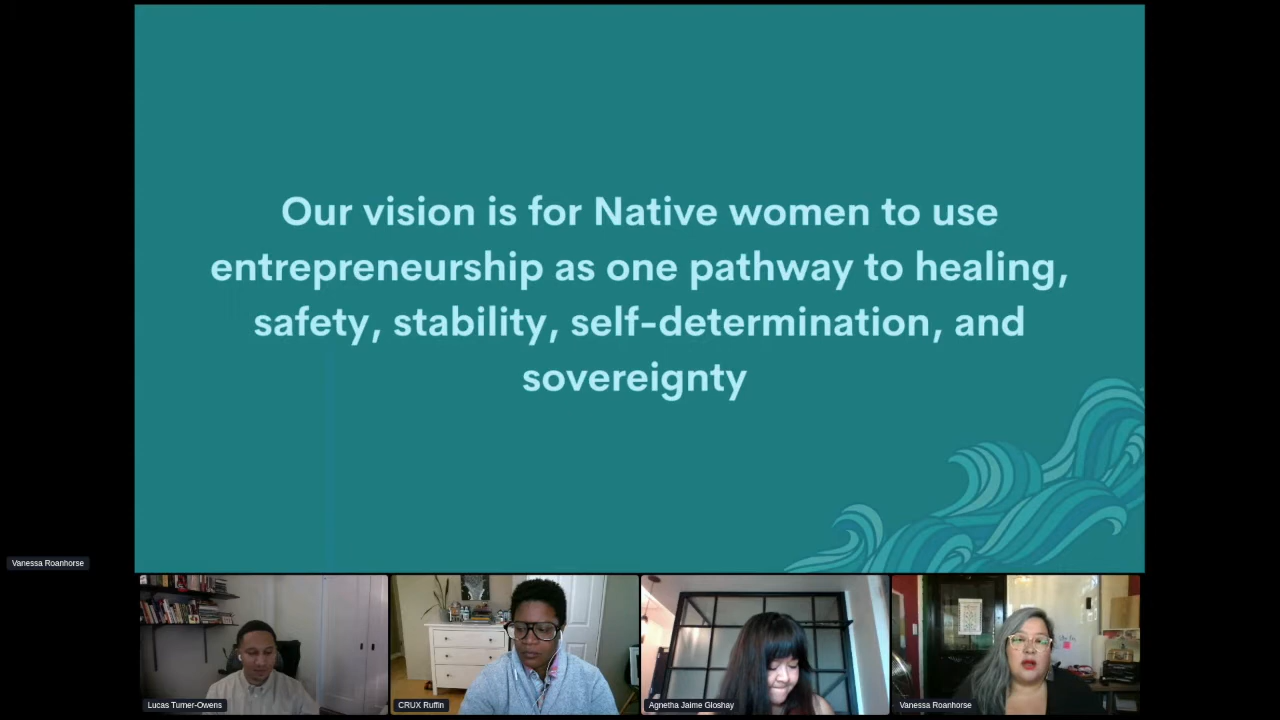 Our vision is for Native women to use
entrepreneurship as one pathway to healing,
safety, stability, self-determination, and
sovereignty
Vanessa Roanhorse
Lucas Turner-Owens
CRUX Ruffin
Agnetha Jaime Gloshay
Vanessa Roanhorse